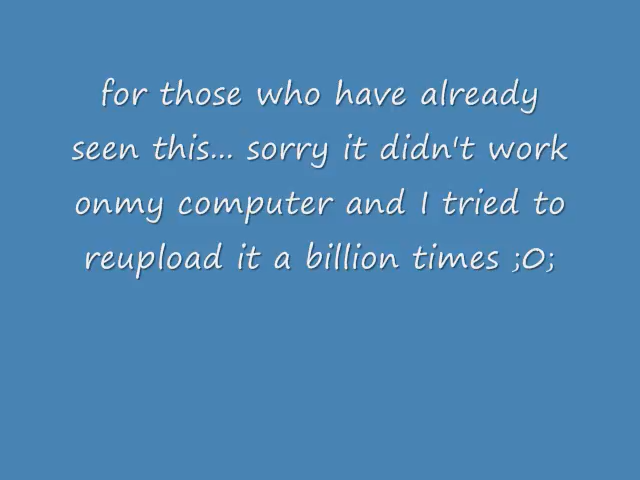 for those who have already
seen this... sorry it didn't work
onmy computer and I tried to
reupload it a billion times ;O;